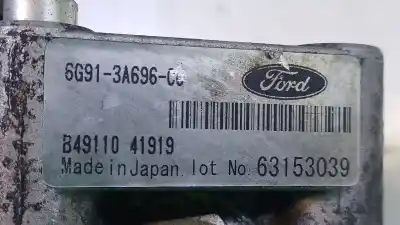 6G91-3A696-CC
Ford
B49110 41919
Made in Japan. lot No. 63153039